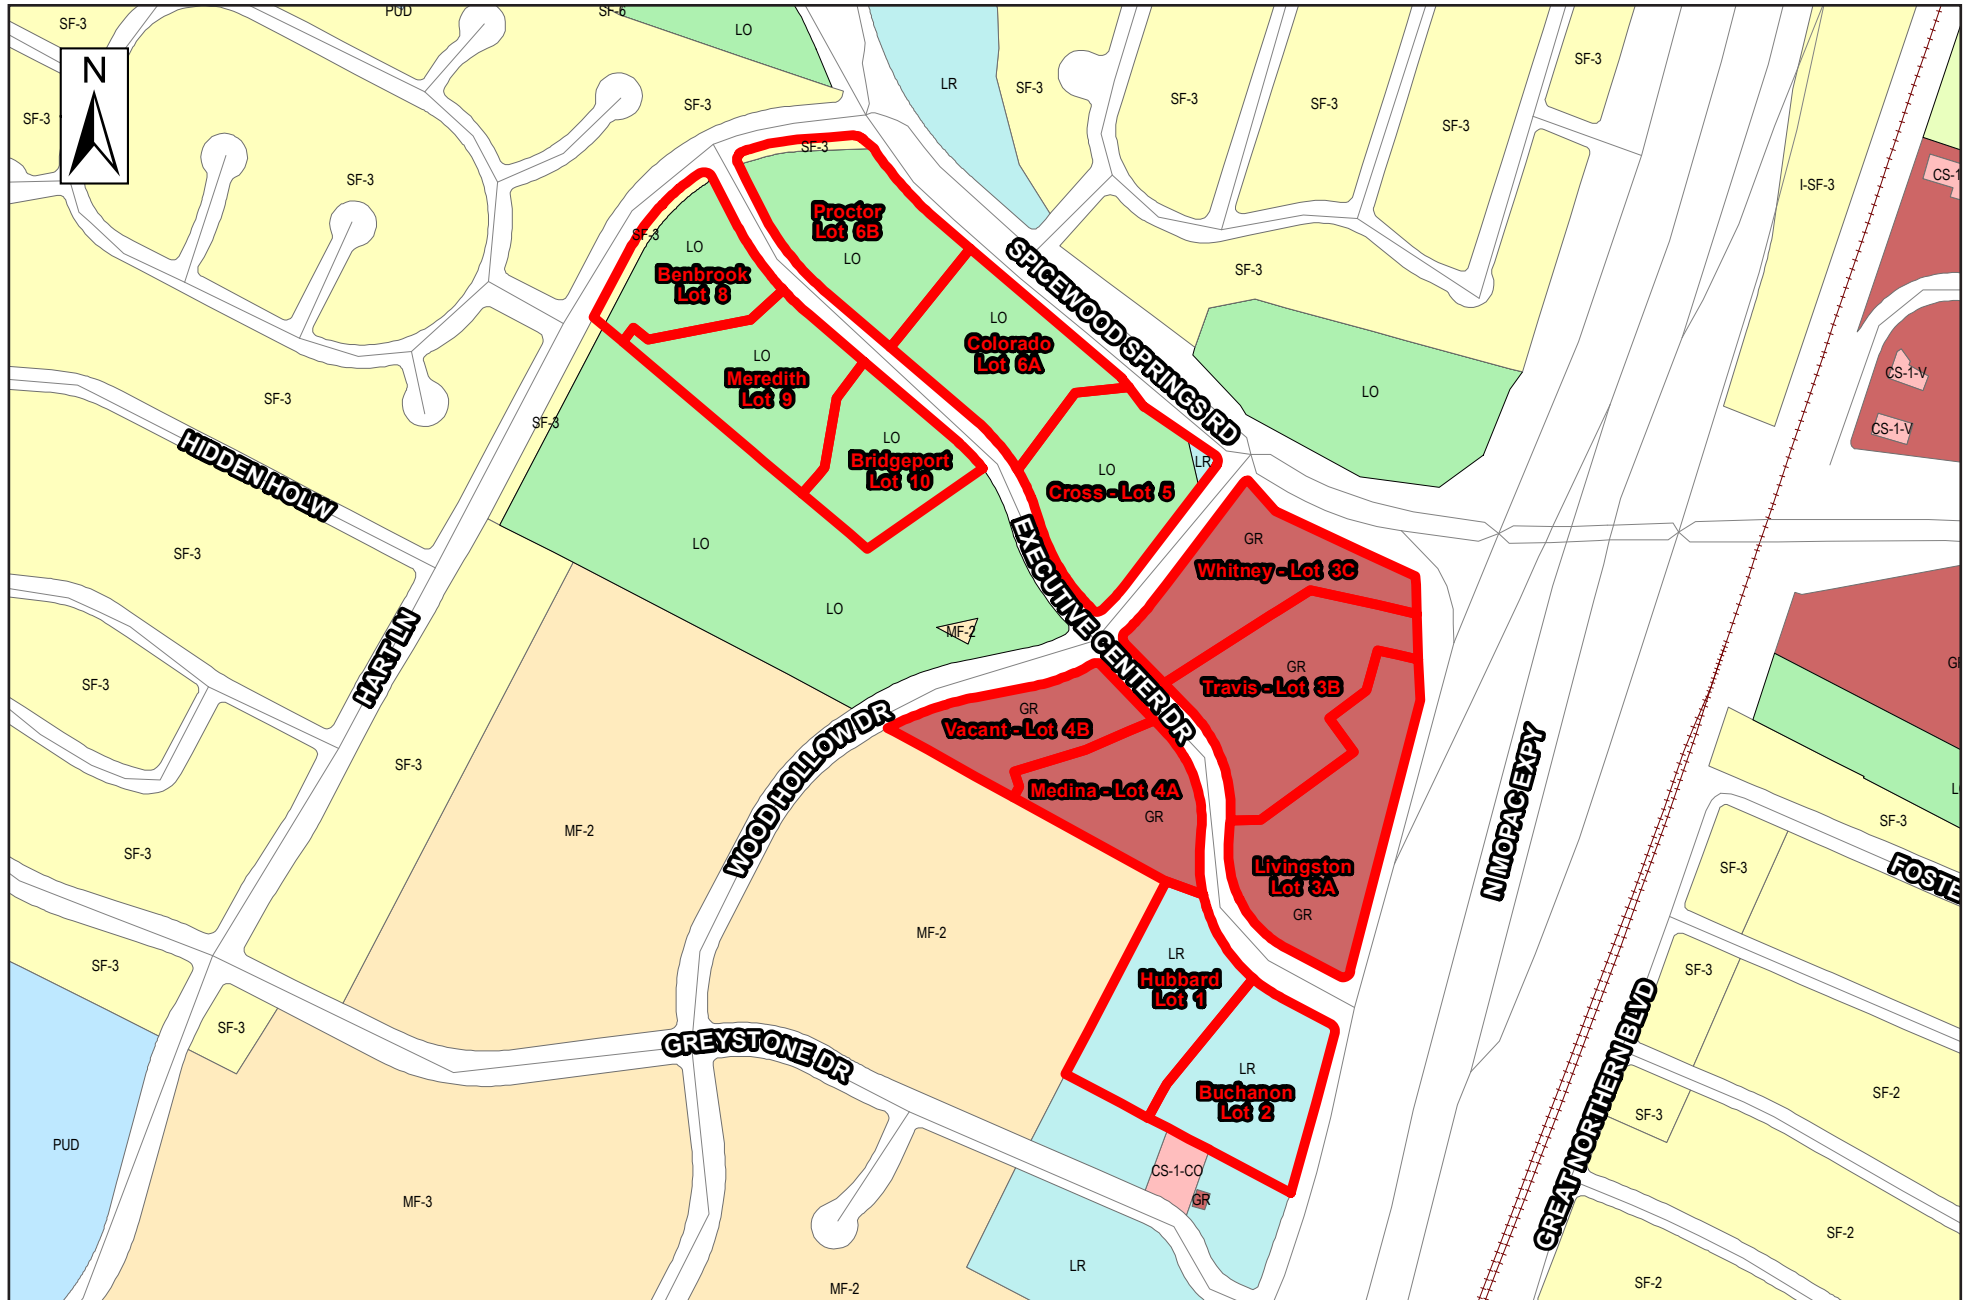 PUD
SF-6
SF-3
LO
N
SF-3
LR
SF-3
SF-3
SF-3
SF-3
SF-3
SF-3
SF-3
SF-3
I-SF-3
CS-1
SF-3
Proctor
Lot 6B
LO
SF-3
LO
Benbrook
Lot 8
SPICEWOOD SPRINGS RD
SF-3
LO
Colorado
Lot 6A
LO
Meredith
Lot 9
LO
CS-1-V
CS-1-V
SF-3
SF-3
HIDDEN HOLW
LO
Bridgeport
Lot 10
LO
Cross - Lot 5
LR
SF-3
LO
EXECUTIVE CENTER DR
GR
Whitney - Lot 3C
LO
MF-2
HART LN
SF-3
GR
Travis - Lot 3B
GR
Vacant - Lot 4B
WOOD HOLLOW DR
SF-3
Medina - Lot 4A
GR
N MOPAC EXPY
MF-2
SF-3
SF-3
FOSTE
SF-3
Livingston
Lot 3A
GR
MF-2
SF-3
SF-3
LR
Hubbard
Lot 1
SF-3
GREYSTONE DR
GREAT NORTHERN BLVD
LR
Buchanon
Lot 2
SF-2
SF-3
PUD
CS-1-CO
GR
MF-3
SF-2
LR
MF-2
SF-2